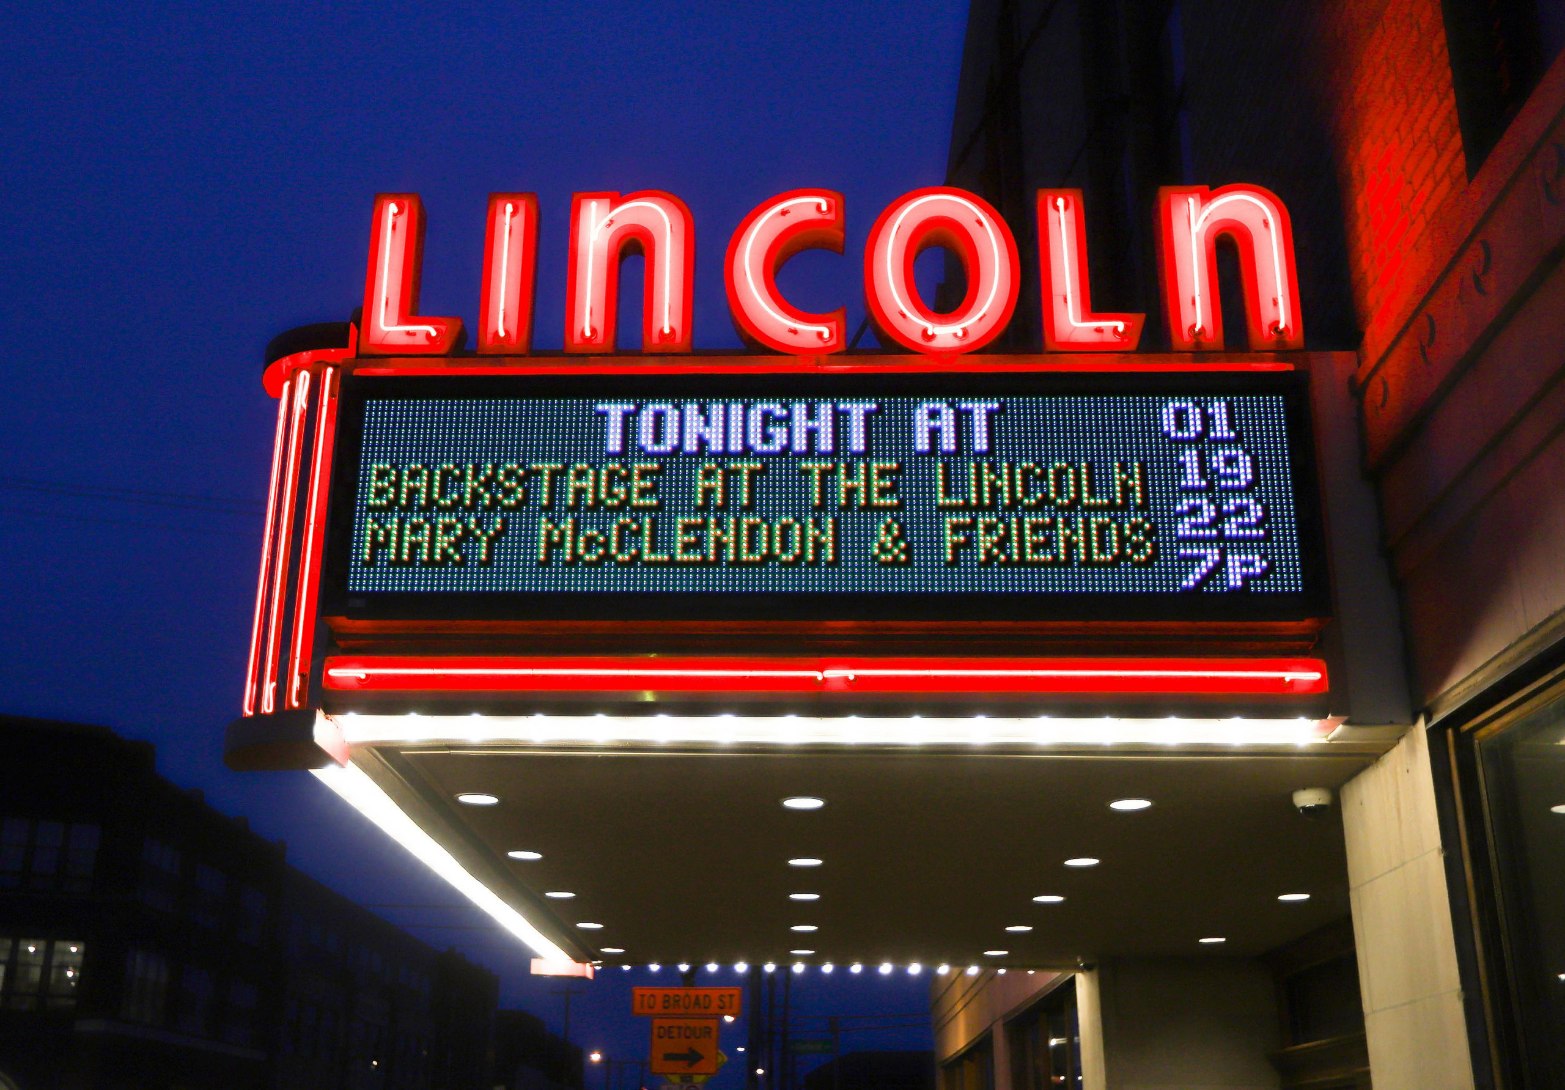 LINCOLN
TONIGHT AT
BACKSTAGE AT THE LINCOLN
MARY McCLENDON & FRIENDS
01
19
22
7P
TO BROAD ST
DETOUR